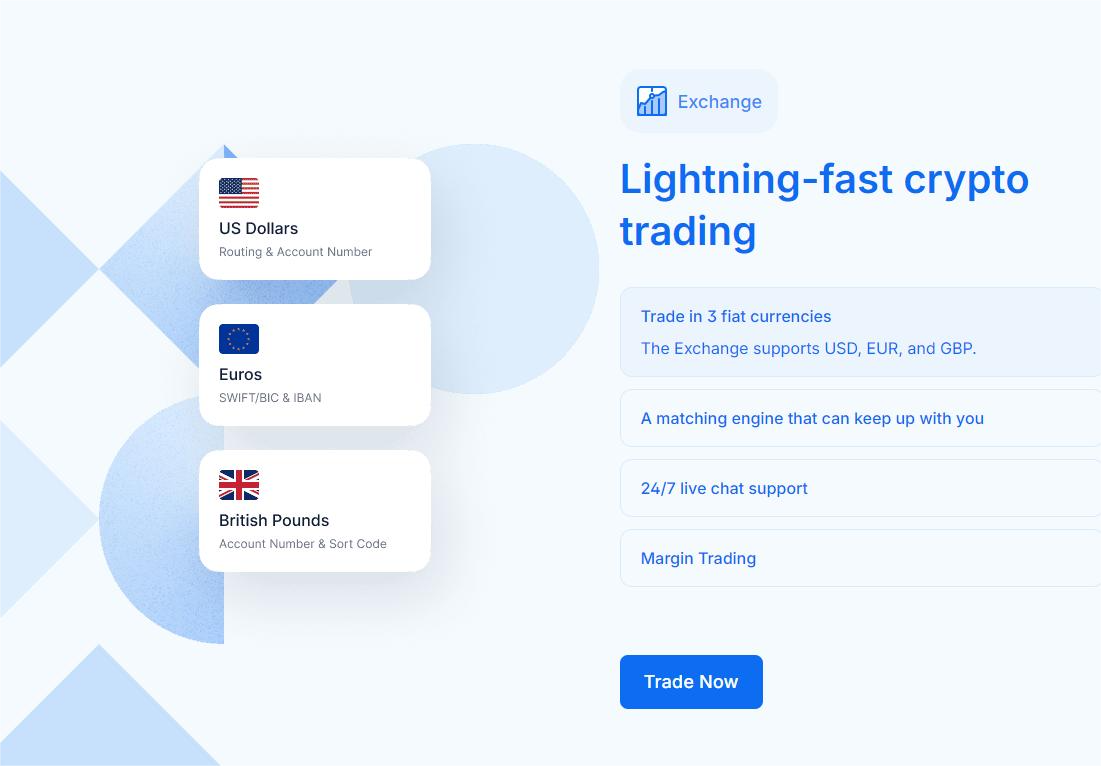 US Dollars
Routing & Account Number
Euros
SWIFT/BIC & IBAN
British Pounds
Account Number & Sort Code
Exchange
Lightning-fast crypto
trading
Trade in 3 fiat currencies
The Exchange supports USD, EUR, and GBP.
A matching engine that can keep up with you
24/7 live chat support
Margin Trading
Trade Now